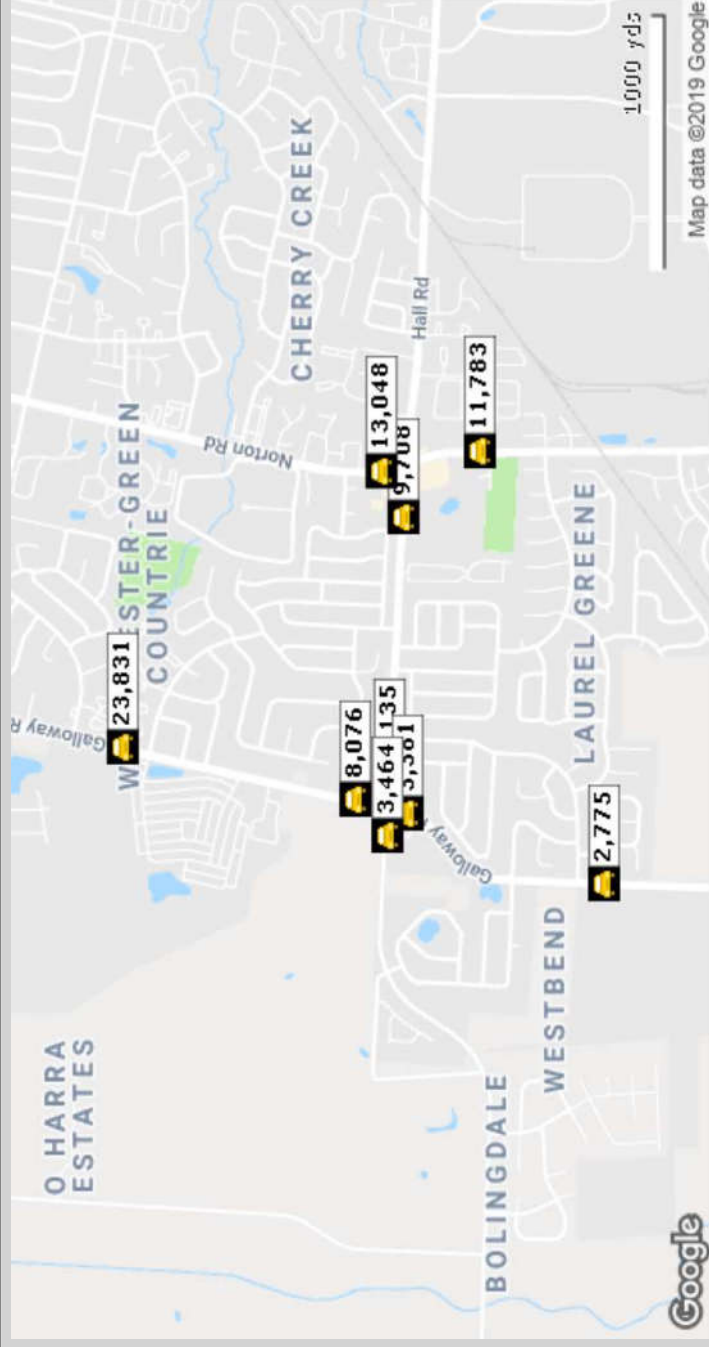 O HARRA
ESTATES
Galloway R
23,831
W
ESTER-GREEN
COUNTRIE
Norton Rd
CHERRY CREEK
8,076
135
3,464
13,048
Hall Rd
Galloway
11,783
BOLINGDALE
WESTBEND
LAUREL GREENE
2,775
1000 yds
Google
Map data ©2019 Google